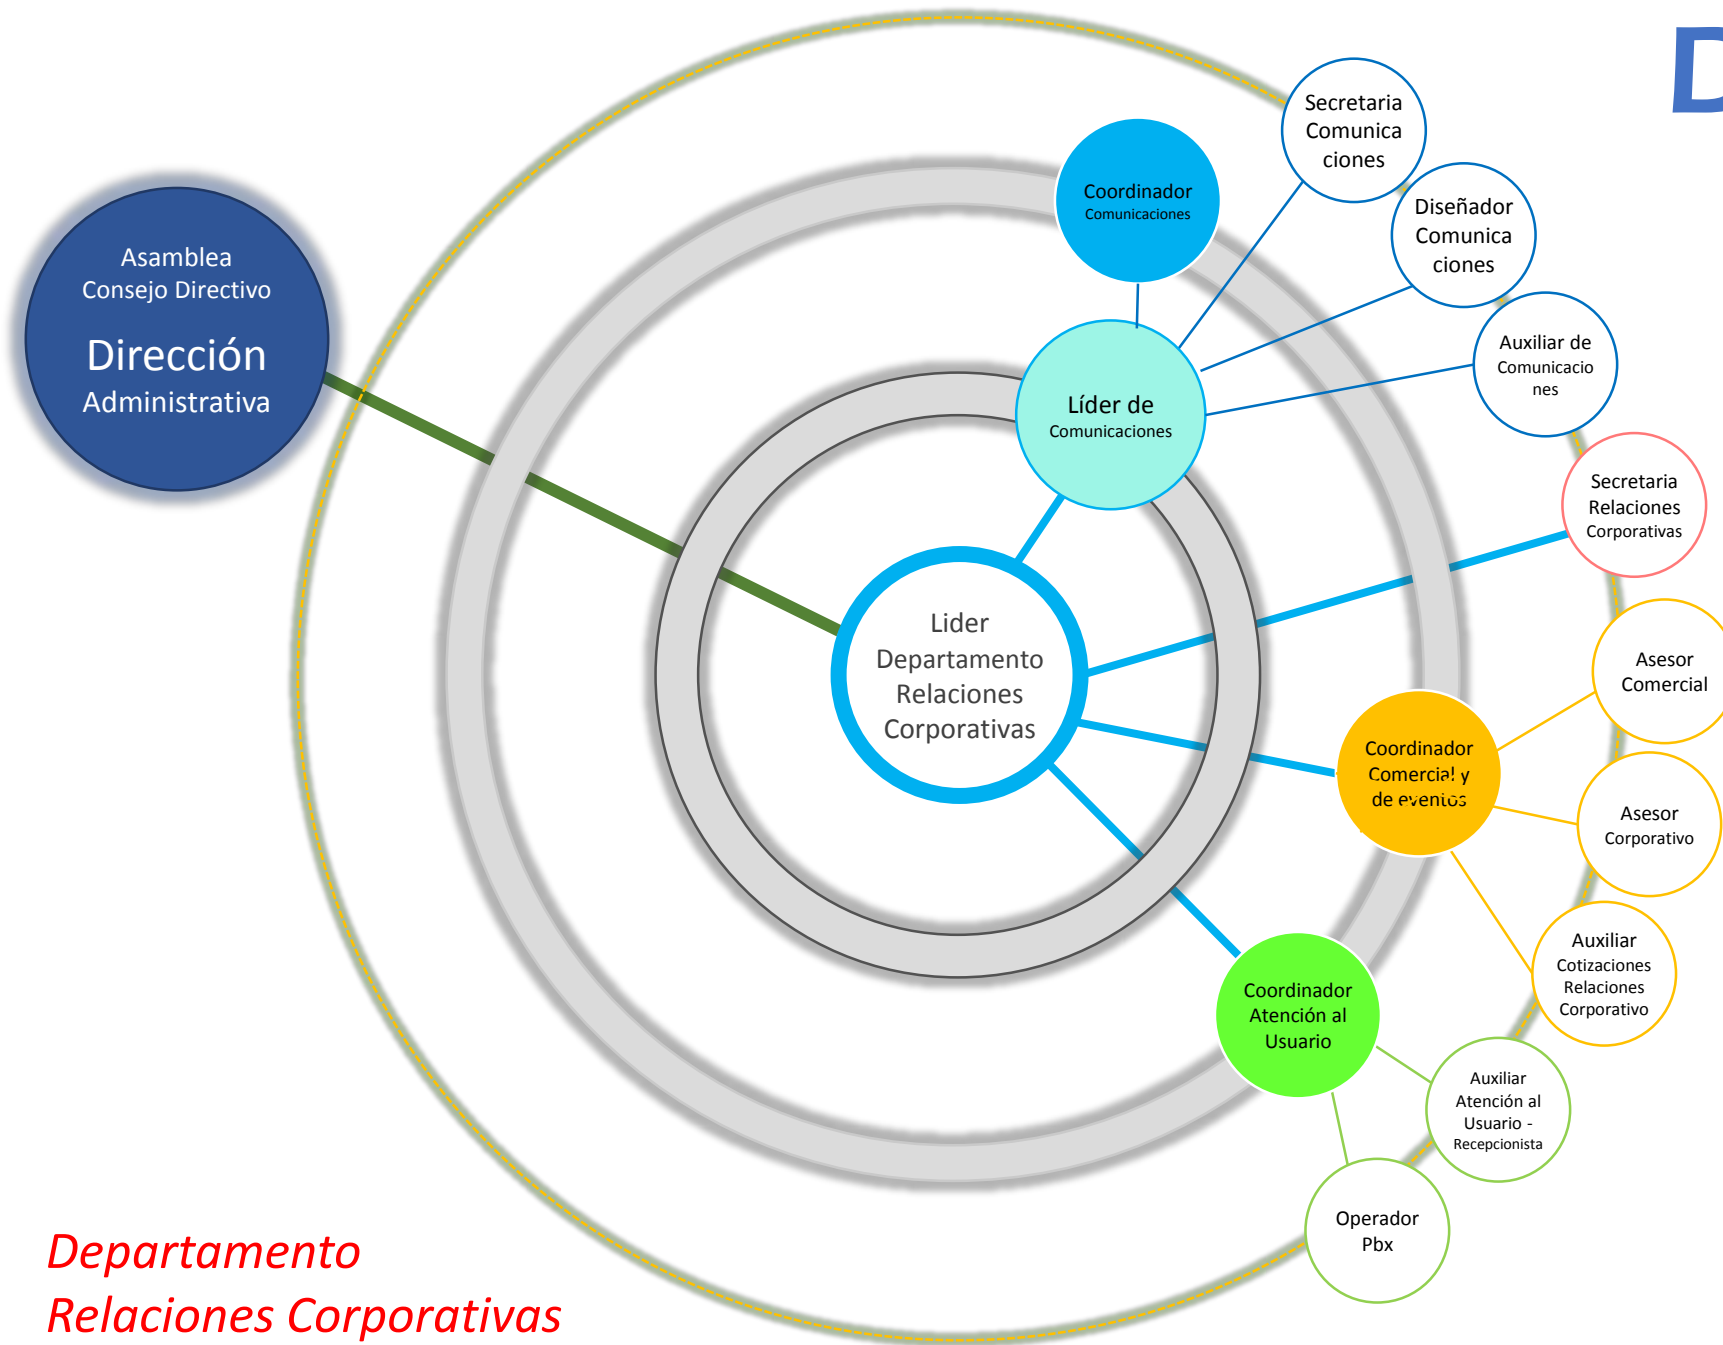 D
Asamblea
Consejo Directivo
Dirección
Administrativa
Coordinador
Comunicaciones
Secretaria
Comunica
ciones
Diseñador
Comunica
ciones
Auxiliar de
Comunicacio
nes
Líder de
Comunicaciones
Secretaria
Relaciones
Corporativas
Lider
Departamento
Relaciones
Corporativas
Asesor
Comercial
Coordinador
Comercial y
de eventos
Asesor
Corporativo
Auxiliar
Cotizaciones
Relaciones
Corporativo
Coordinador
Atención al
Usuario
Auxiliar
Atención al
Usuario -
Recepcionista
Operador
Pbx
Departamento
Relaciones Corporativas